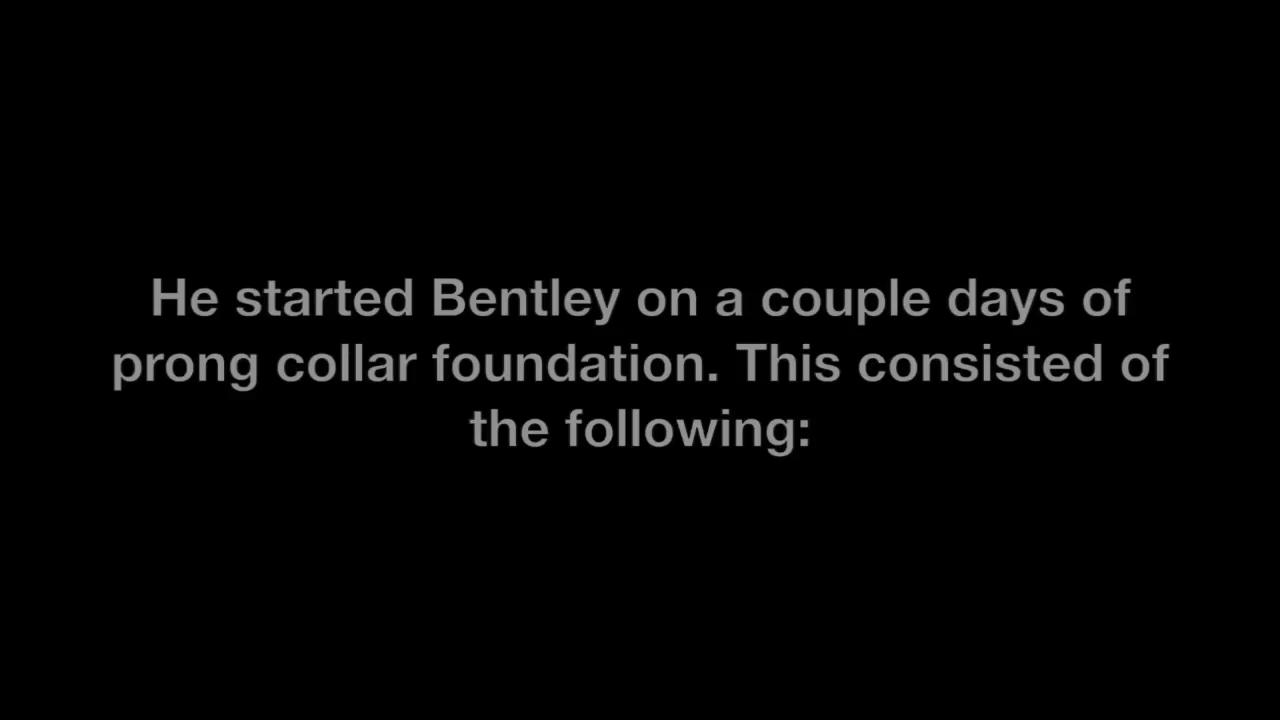 He started Bentley on a couple days of
prong collar foundation. This consisted of
the following: